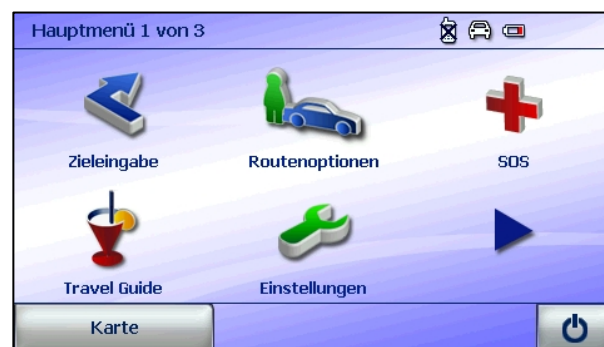 Hauptmenü 1 von 3
Zieleingabe
Routenoptionen
SOS
Travel Guide
Einstellungen
Karte